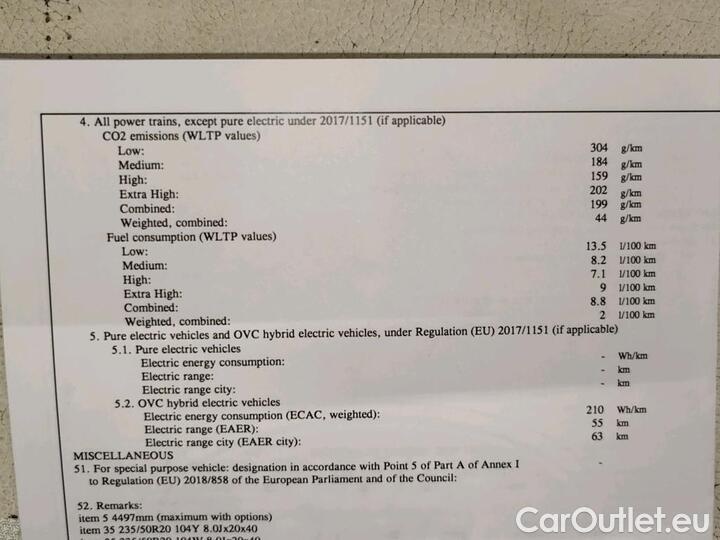 4. All power trains, except pure electric under 2017/1151 (if applicable)
CO2 emissions (WLTP values)
Low: 304 g/km
Medium: 184 g/km
High: 159 g/km
Extra High: 202 g/km
Combined: 199 g/km
Weighted, combined: 44 g/km
Fuel consumption (WLTP values)
Low: 13.5 l/100 km
Medium: 8.2 l/100 km
High: 7.1 l/100 km
Extra High: 9 l/100 km
Combined: 8.8 l/100 km
Weighted, combined: 2 l/100 km
5. Pure electric vehicles and OVC hybrid electric vehicles, under Regulation (EU) 2017/1151 (if applicable)
5.1. Pure electric vehicles
Electric energy consumption: - Wh/km
Electric range: - km
Electric range city: - km
5.2. OVC hybrid electric vehicles
Electric energy consumption (ECAC, weighted): 210 Wh/km
Electric range (EAER): 55 km
Electric range city (EAER city): 63 km
MISCELLANEOUS
51. For special purpose vehicle: designation in accordance with Point 5 of Part A of Annex I -
to Regulation (EU) 2018/858 of the European Parliament and of the Council:
52. Remarks:
item 5 4497mm (maximum with options)
item 35 235/50R20 104Y 8.0Jx20x40
CarOutlet.eu